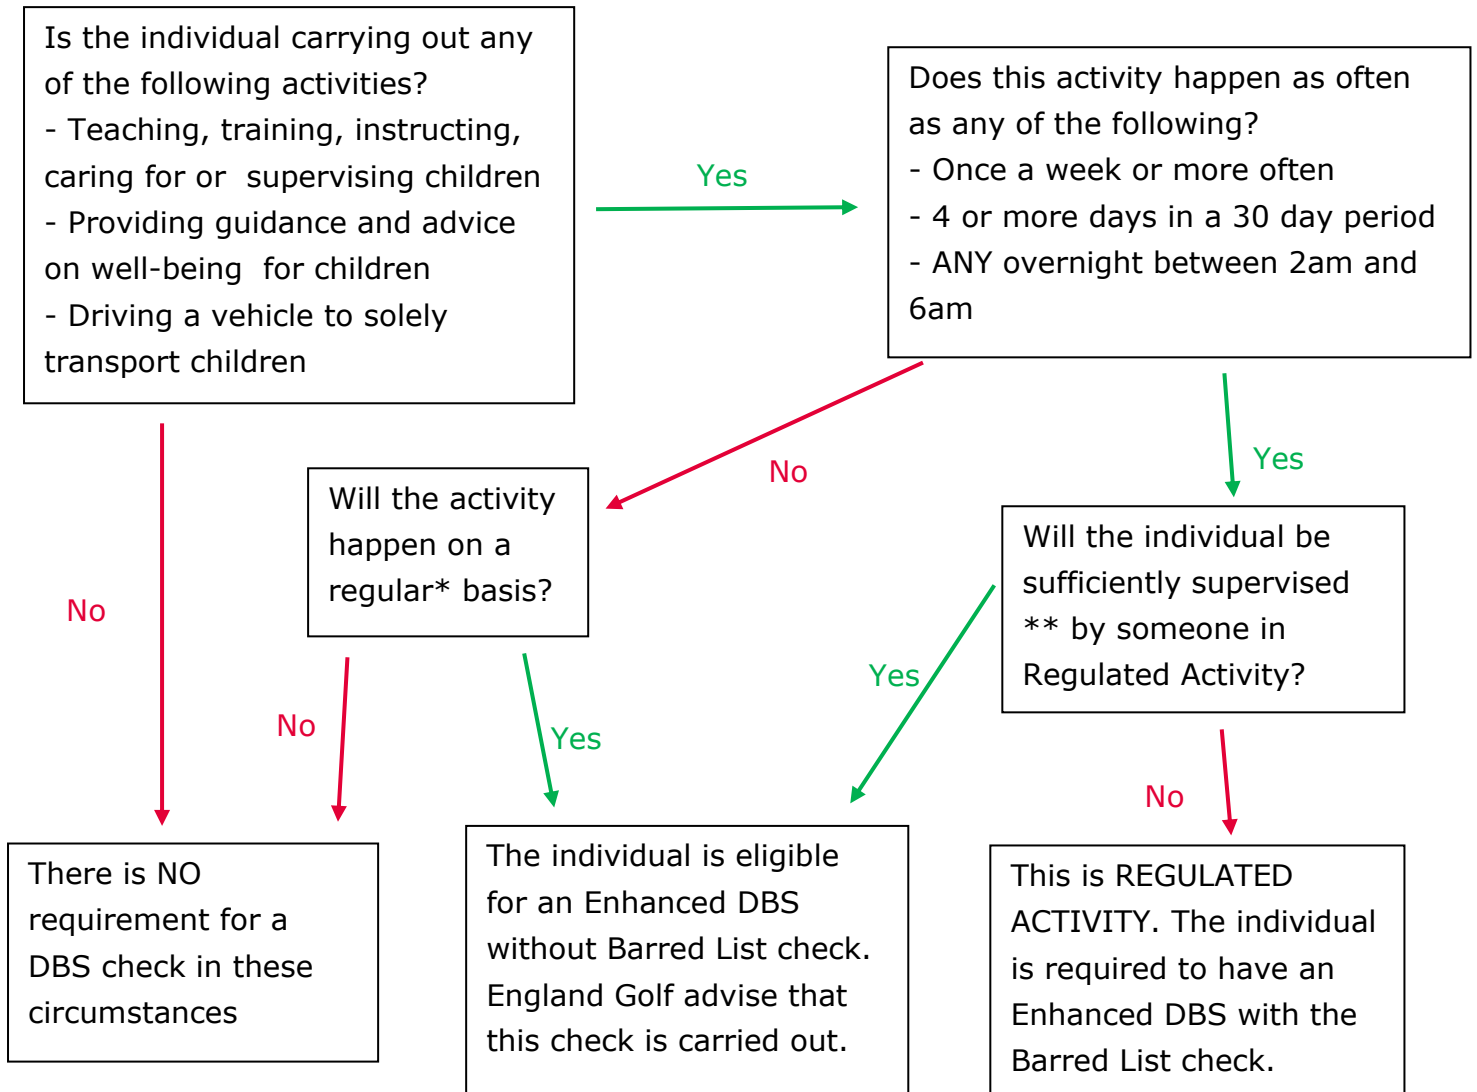 Is the individual carrying out any
of the following activities?
- Teaching, training, instructing,
caring for or  supervising children
- Providing guidance and advice
on well-being  for children
- Driving a vehicle to solely
transport children
Yes
Does this activity happen as often
as any of the following?
- Once a week or more often
- 4 or more days in a 30 day period
- ANY overnight between 2am and
6am
No
No
Yes
Will the activity
happen on a
regular* basis?
Will the individual be
sufficiently supervised
** by someone in
Regulated Activity?
No
Yes
Yes
No
There is NO
requirement for a
DBS check in these
circumstances
The individual is eligible
for an Enhanced DBS
without Barred List check.
England Golf advise that
this check is carried out.
This is REGULATED
ACTIVITY. The individual
is required to have an
Enhanced DBS with the
Barred List check.